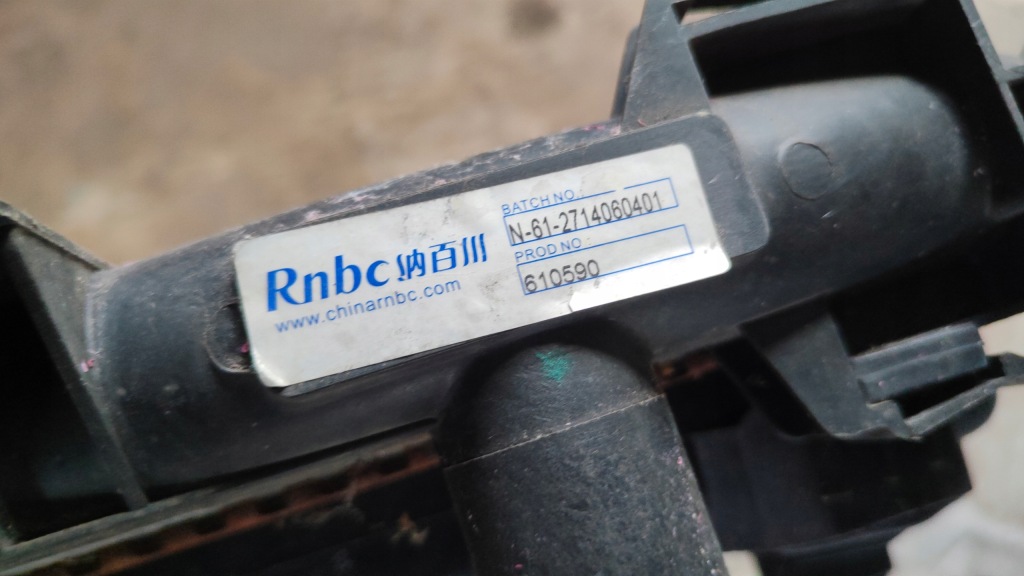 Rnbc 纳百川
www.chinarnbc.com
BATCH NO
N-61-2714060401
PROD NO :
610590